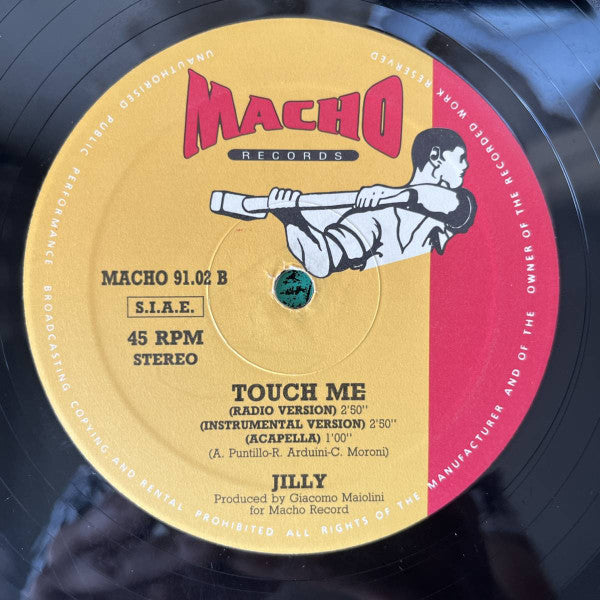 MACHO
RECORDS
MACHO 91.02 B
S.I.A.E.
45 RPM
STEREO
TOUCH ME
(RADIO VERSION) 2'50''
(INSTRUMENTAL VERSION) 2'50''
(ACAPELLA) 1'00''
(A. Puntillo-R. Arduini-C. Moroni)
JILLY
Produced by Giacomo Maiolini
for Macho Record
UNAUTHORISED PUBLIC PERFORMANCE BROADCASTING COPYING AND RENTAL PROHIBITED ALL RIGHTS OF THE MANUFACTURER AND OF THE OWNER OF THE RECORDED WORK RESERVED